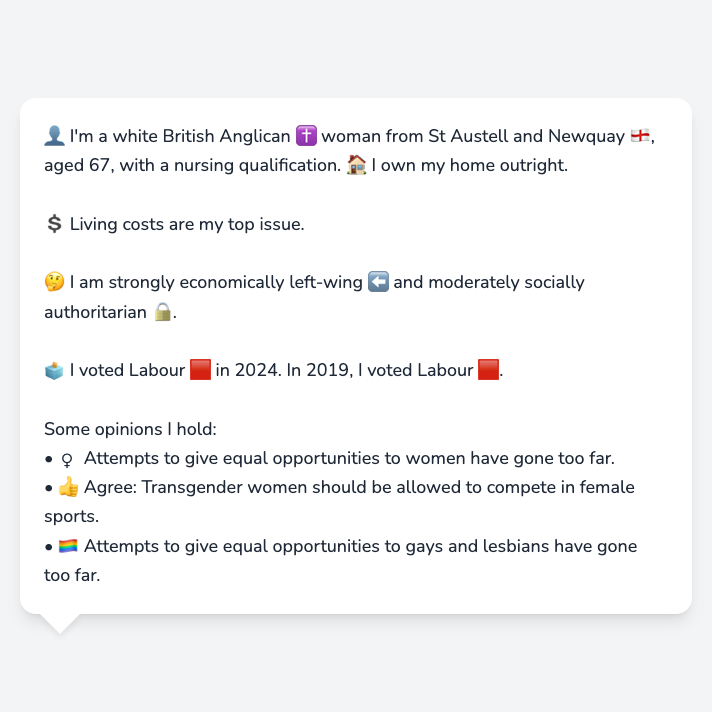 👤 I'm a white British Anglican ✝️ woman from St Austell and Newquay 🏴󠁧󠁢󠁥󠁮󠁧󠁿,
aged 67, with a nursing qualification. 🏠 I own my home outright.
💲 Living costs are my top issue.
🤔 I am strongly economically left-wing ⬅️ and moderately socially
authoritarian 🔒.
🗳️ I voted Labour 🟥 in 2024. In 2019, I voted Labour 🟥.
Some opinions I hold:
• ♀️ Attempts to give equal opportunities to women have gone too far.
• 👍 Agree: Transgender women should be allowed to compete in female
sports.
• 🏳️‍🌈 Attempts to give equal opportunities to gays and lesbians have gone
too far.